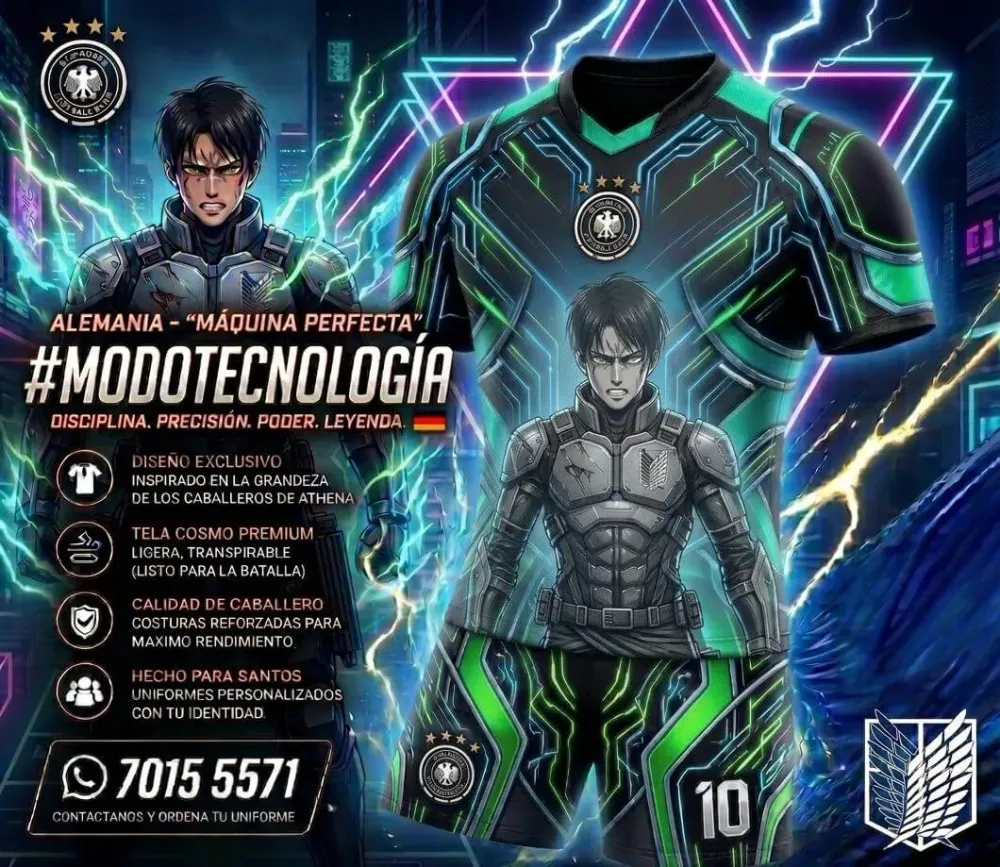 ALEMANIA - "MÁQUINA PERFECTA"
#MODOTECNOLOGÍA
DISCIPLINA. PRECISIÓN. PODER. LEYENDA.
DISEÑO EXCLUSIVO
INSPIRADO EN LA GRANDEZA
DE LOS CABALLEROS DE ATHENA
TELA COSMO PREMIUM
LIGERA, TRANSPIRABLE
(LISTO PARA LA BATALLA)
CALIDAD DE CABALLERO
COSTURAS REFORZADAS PARA
MAXIMO RENDIMIENTO.
HECHO PARA SANTOS
UNIFORMES PERSONALIZADOS
CON TU IDENTIDAD.
7015 5571
CONTACTANOS Y ORDENA TU UNIFORME
10